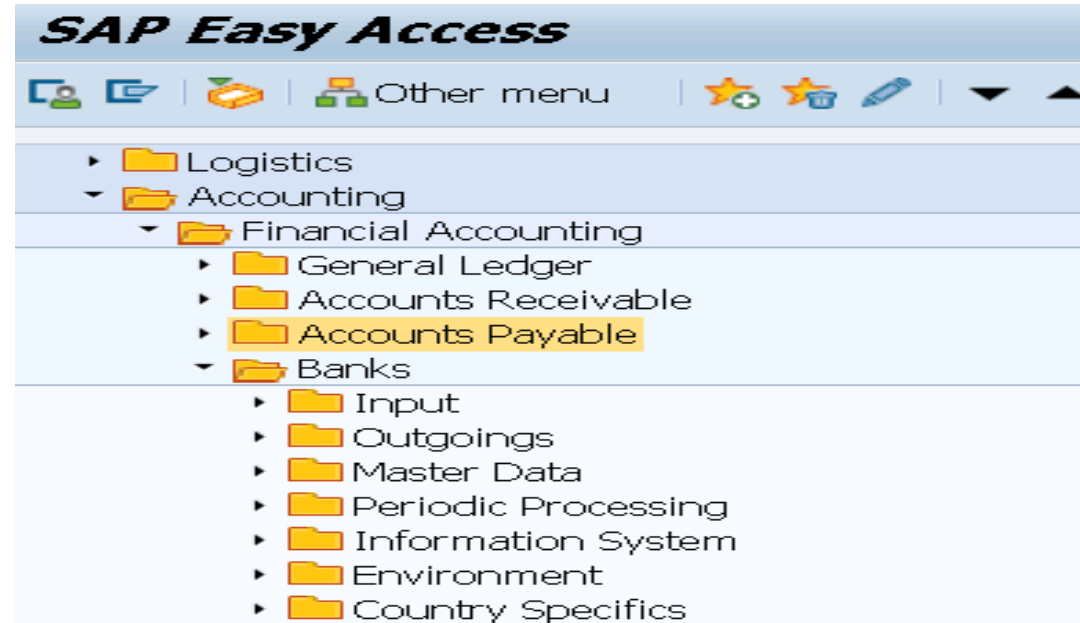 SAP Easy Access
Other menu
Logistics
Accounting
Financial Accounting
General Ledger
Accounts Receivable
Accounts Payable
Banks
Input
Outgoings
Master Data
Periodic Processing
Information System
Environment
Country Specifics